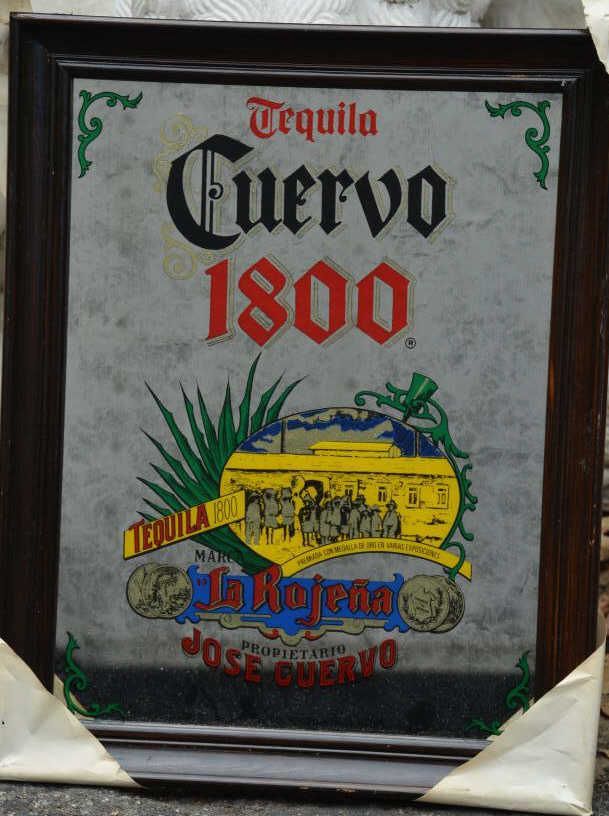 Tequila
Cuervo
1800
®
TEQUILA 1800
PREMIADA CON MEDALLA DE ORO EN VARIAS EXPOSICIONES
MARCA
La Rojeña
PROPIETARIO
JOSE CUERVO